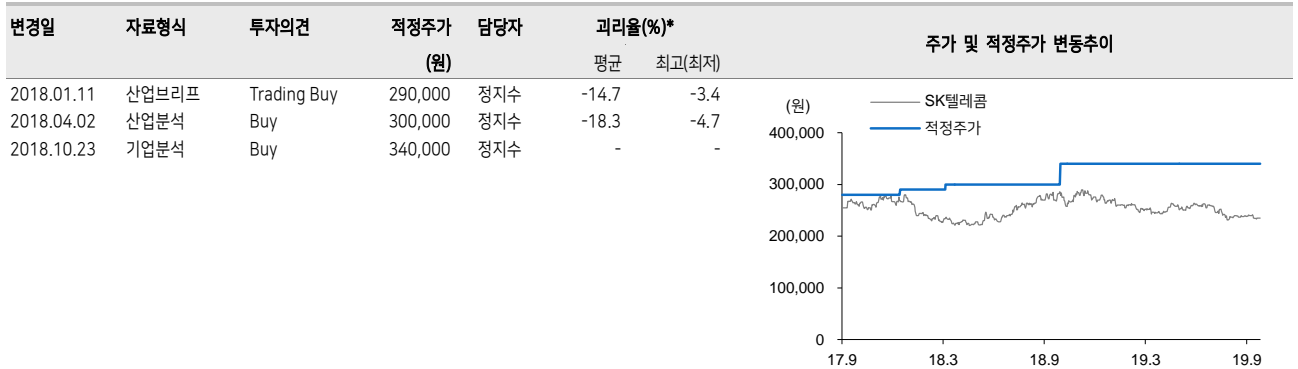 변경일 자료형식 투자의견 적정주가 담당자 괴리율(%)* 주가 및 적정주가 변동추이
(원) 평균 최고(최저)
2018.01.11 산업브리프 Trading Buy 290,000 정지수 -14.7 -3.4
2018.04.02 산업분석 Buy 300,000 정지수 -18.3 -4.7
2018.10.23 기업분석 Buy 340,000 정지수 - -
(원)
SK텔레콤
적정주가
400,000
300,000
200,000
100,000
0
17.9 18.3 18.9 19.3 19.9